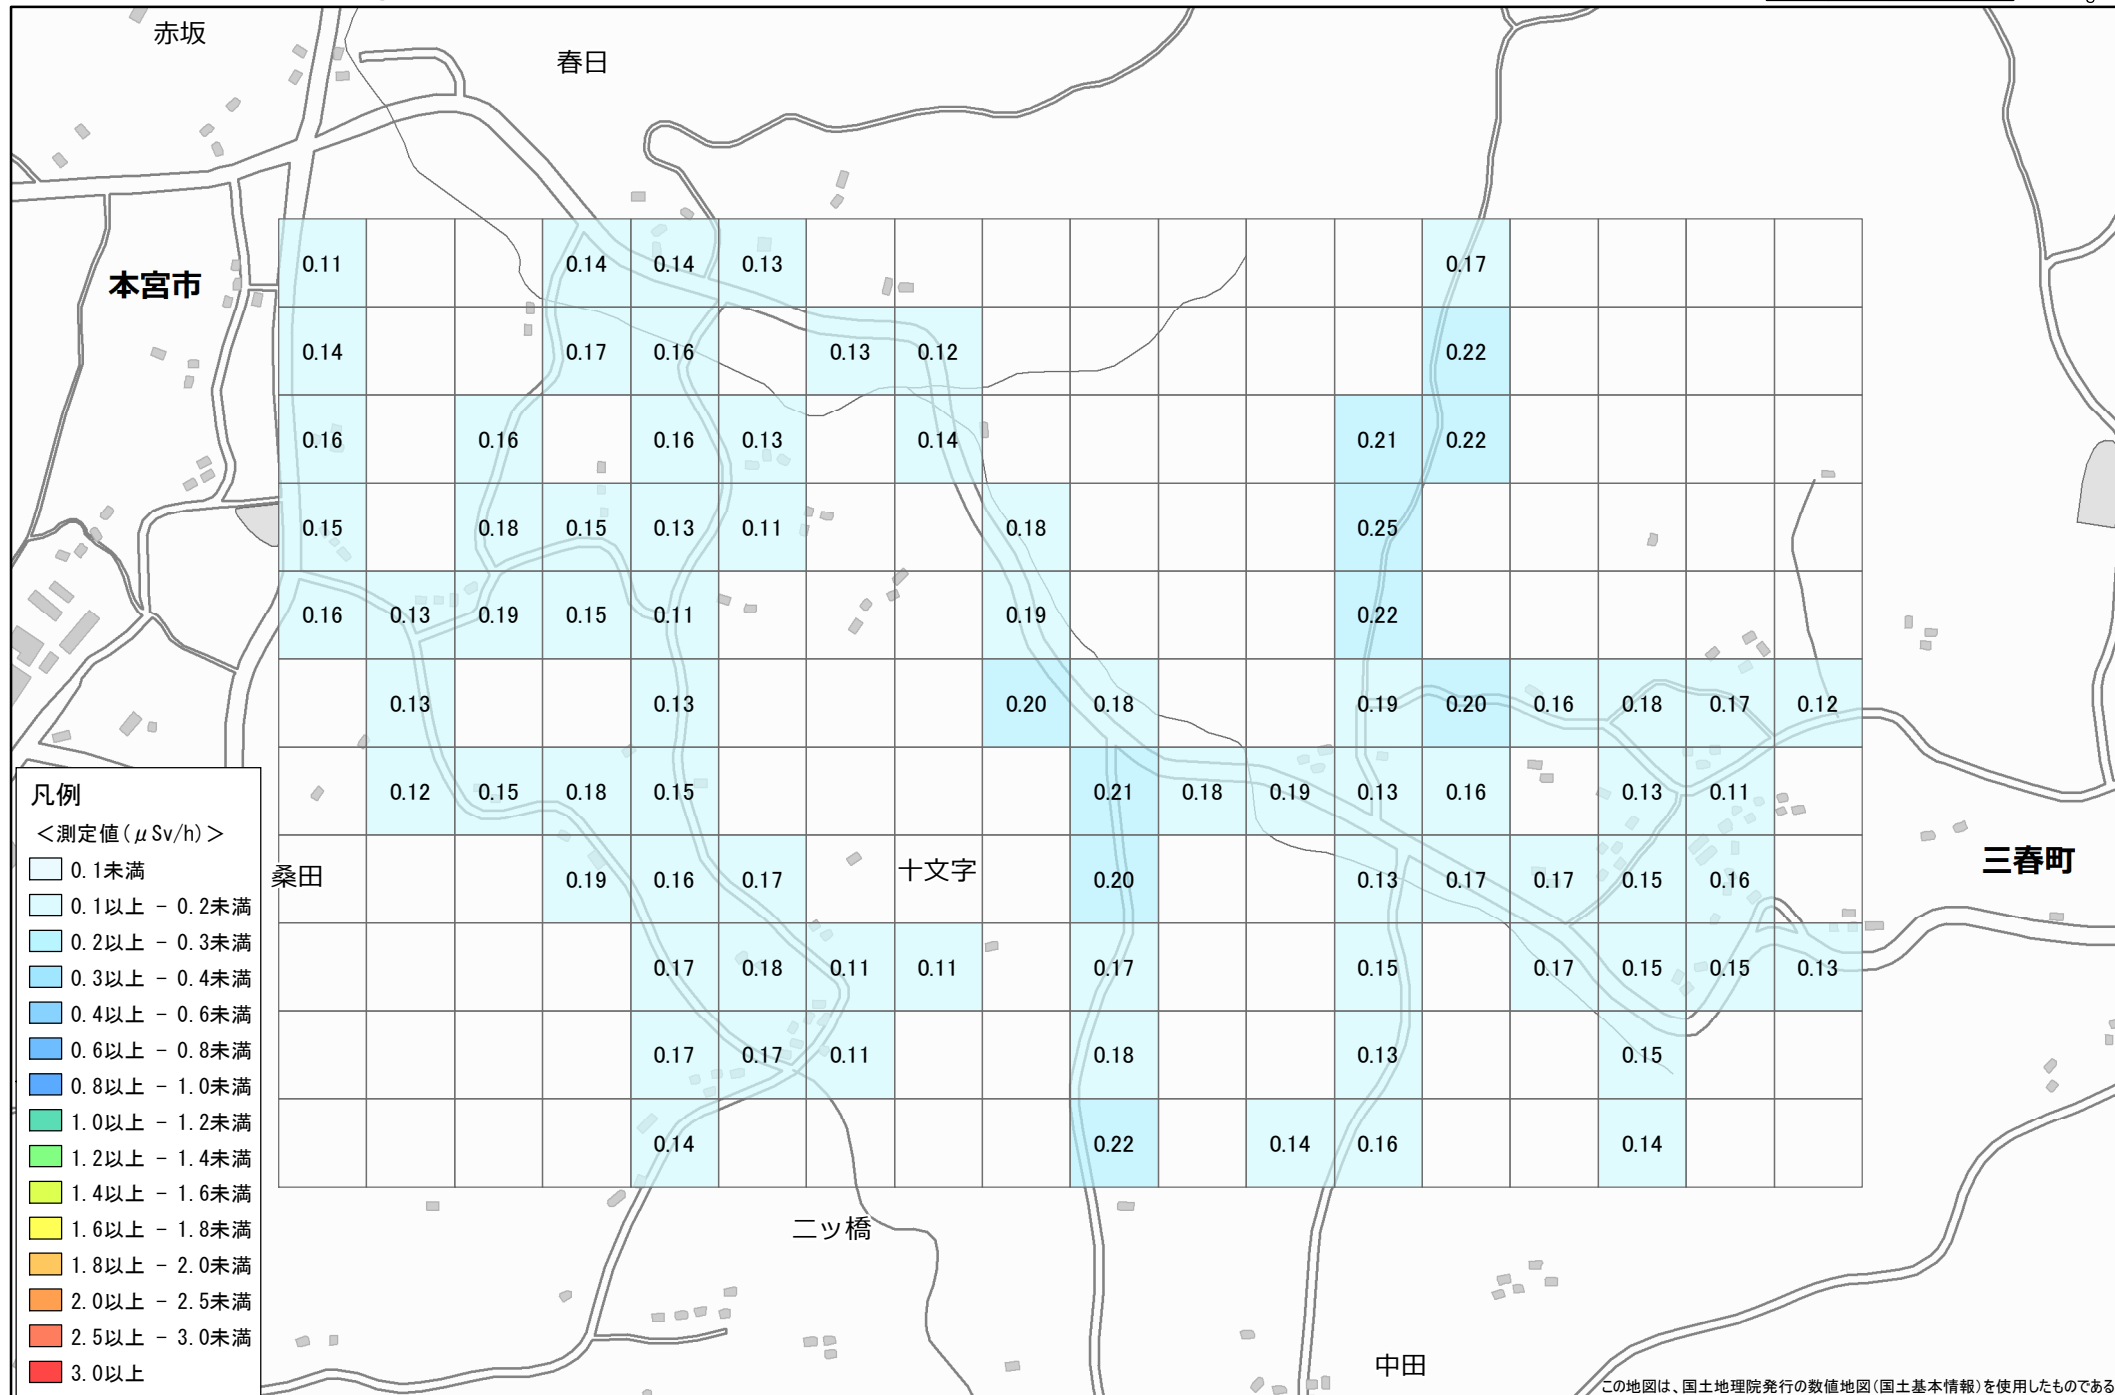 赤坂
春日
本宮市
0.11 0.14 0.14 0.13 0.17
0.14 0.17 0.16 0.13 0.12 0.22
0.16 0.16 0.16 0.13 0.14 0.21 0.22
0.15 0.18 0.15 0.13 0.11 0.18 0.25
0.16 0.13 0.19 0.15 0.11 0.19 0.22
0.13 0.13 0.20 0.18 0.19 0.20 0.16 0.18 0.17 0.12
0.12 0.15 0.18 0.15 0.21 0.18 0.19 0.13 0.16 0.13 0.11
0.19 0.16 0.17 0.20 0.13 0.17 0.17 0.15 0.16
0.17 0.18 0.11 0.11 0.17 0.15 0.17 0.15 0.15 0.13
0.17 0.17 0.11 0.18 0.13 0.15
0.14 0.22 0.14 0.16 0.14
桑田
十文字
三春町
二ッ橋
中田
凡例
＜測定値（μSv/h）＞
0.1未満
0.1以上 － 0.2未満
0.2以上 － 0.3未満
0.3以上 － 0.4未満
0.4以上 － 0.6未満
0.6以上 － 0.8未満
0.8以上 － 1.0未満
1.0以上 － 1.2未満
1.2以上 － 1.4未満
1.4以上 － 1.6未満
1.6以上 － 1.8未満
1.8以上 － 2.0未満
2.0以上 － 2.5未満
2.5以上 － 3.0未満
3.0以上
この地図は、国土地理院発行の数値地図（国土基本情報）を使用したものである